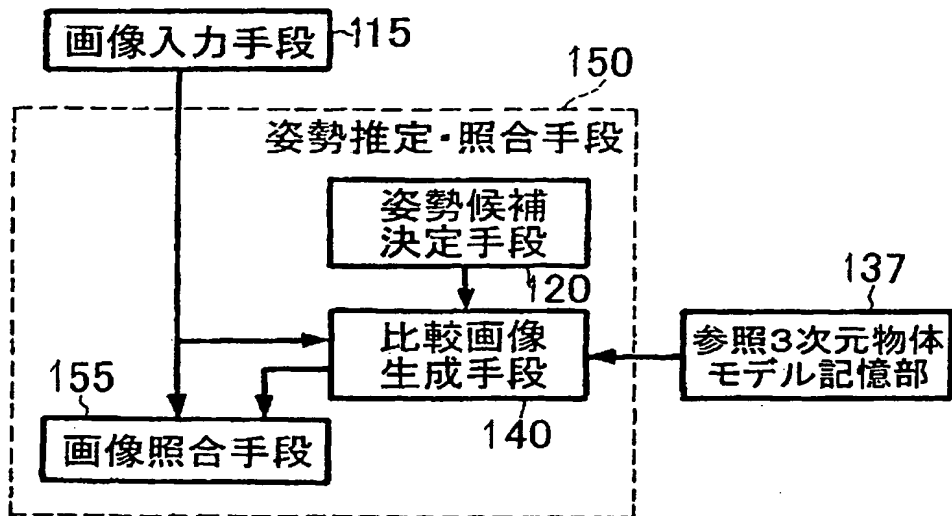 画像入力手段
115
150
姿勢推定・照合手段
姿勢候補
決定手段
120
137
比較画像
生成手段
140
参照3次元物体
モデル記憶部
155
画像照合手段